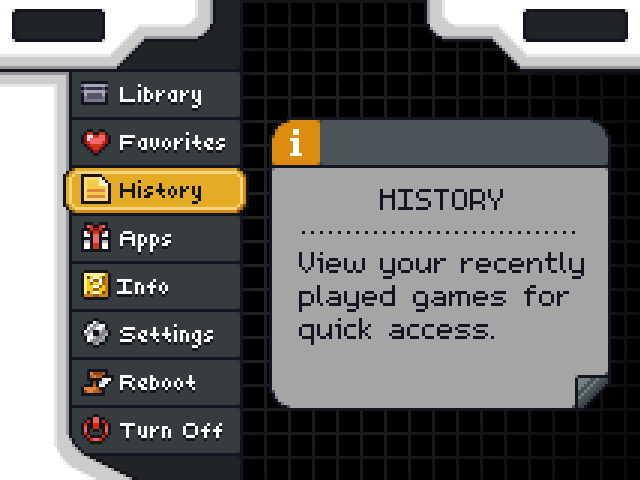 Library
Favorites
History
Apps
Info
Settings
Reboot
Turn Off
i
HISTORY
View your recently
played games for
quick access.